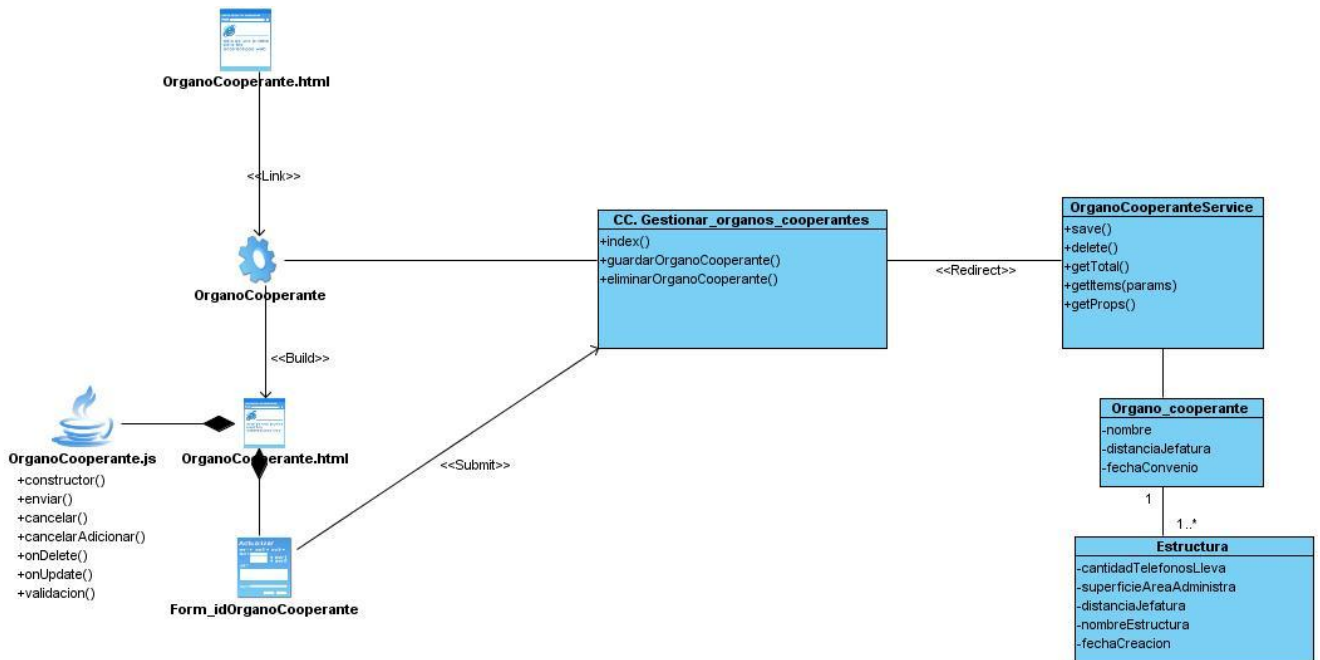 OrganoCooperante.html
<<Link>>
OrganoCooperante
<<Build>>
OrganoCooperante.js
+constructor()
+enviar()
+cancelar()
+cancelarAdicionar()
+onDelete()
+onUpdate()
+validacion()
OrganoCooperante.html
Form_idOrganoCooperante
<<Submit>>
CC. Gestionar_organos_cooperantes
+index()
+guardarOrganoCooperante()
+eliminarOrganoCooperante()
<<Redirect>>
OrganoCooperanteService
+save()
+delete()
+getTotal()
+getItems(params)
+getProps()
Organo_cooperante
-nombre
-distanciaJefatura
-fechaConvenio
1
1..*
Estructura
-cantidadTelefonosLleva
-superficieAreaAdministra
-distanciaJefatura
-nombreEstructura
-fechaCreacion